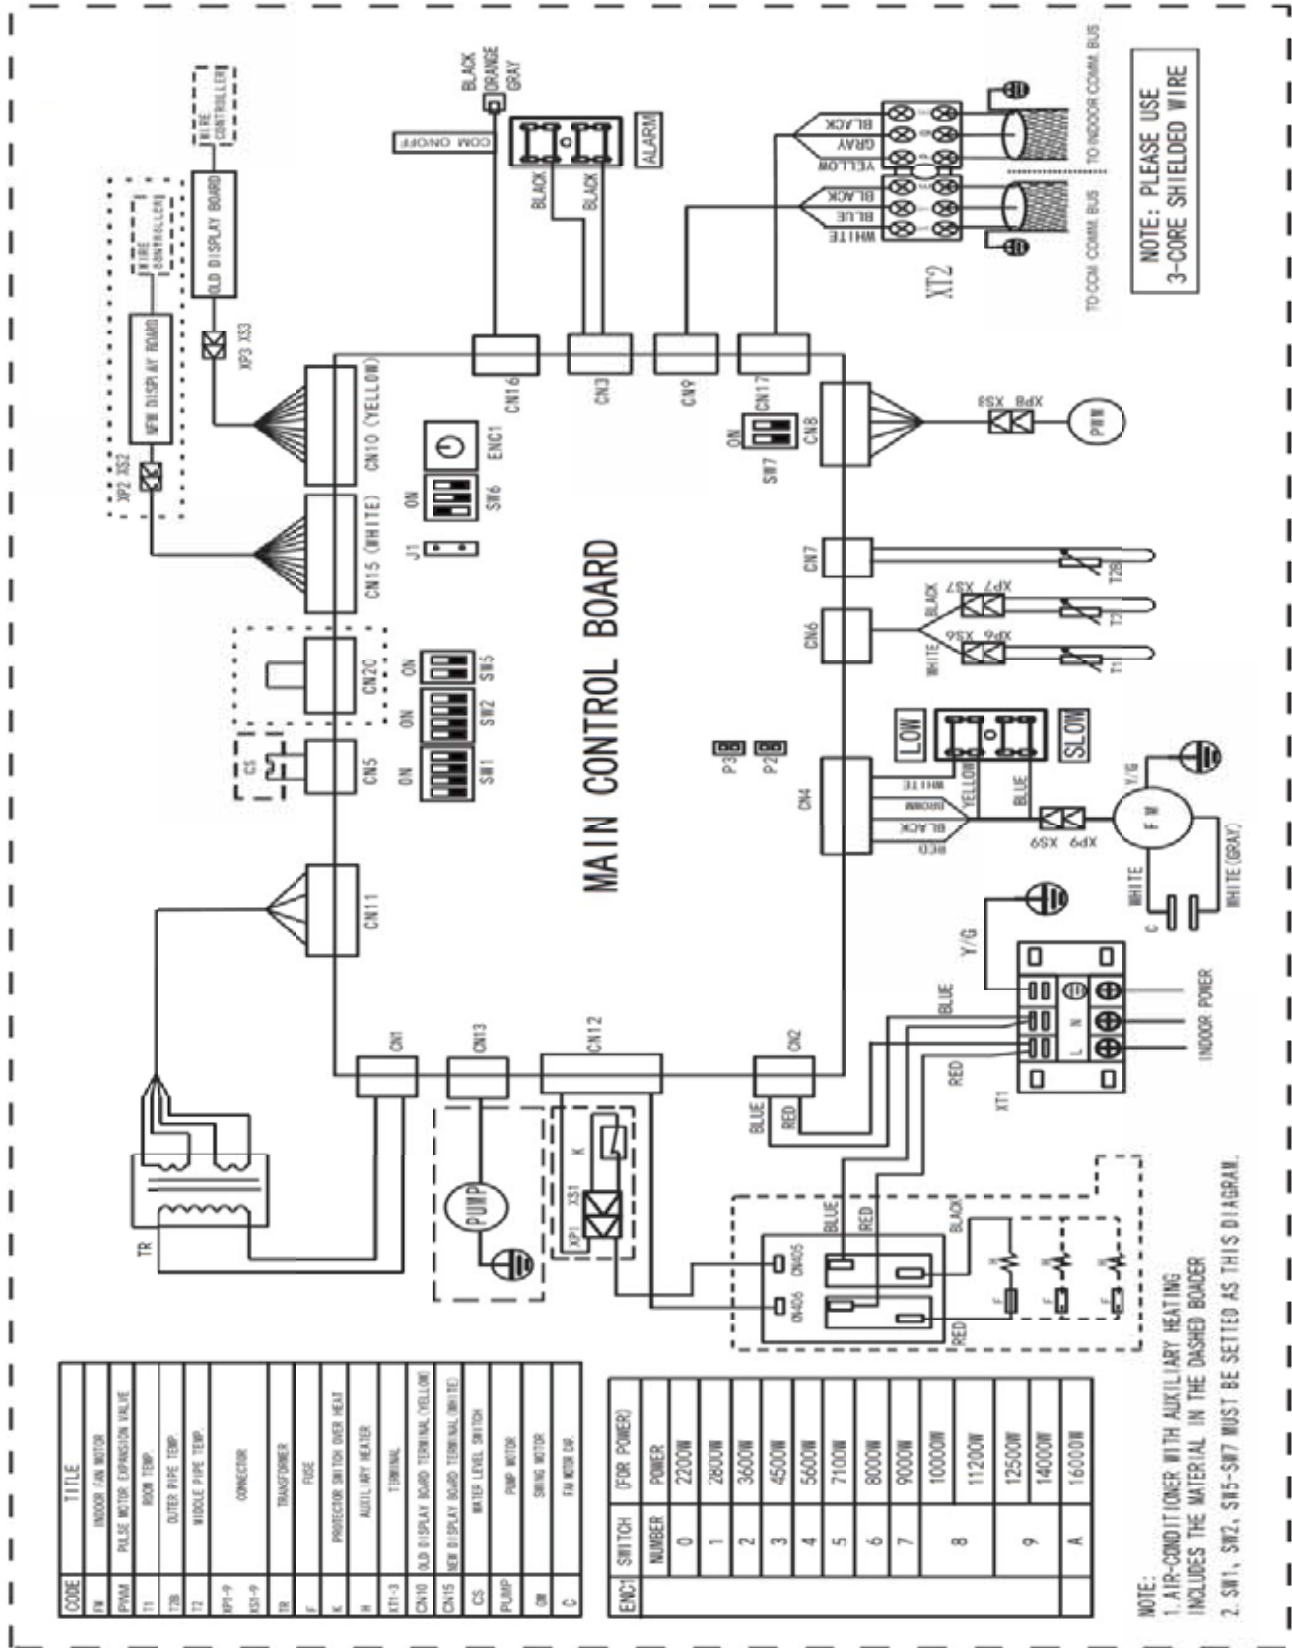 WIRE
CONTROLLER
NEW DISPLAY BOARD
XP2 XS2
WIRE
CONTROLLER
OLD DISPLAY BOARD
XP3 XS3
CN10 (YELLOW)
CN15 (WHITE)
CN20
CS
CN5
CN11
TR
COM ON/OFF
BLACK
ORANGE
GRAY
BLACK
BLACK
ALARM
CN16
CN3
CN9
CN17
ENC1
ON
SW6
J1
ON
SW5
ON
SW2
ON
SW1
ON
SW7
MAIN CONTROL BOARD
P3
P2
CN1
CN13
CN12
CN2
PUMP
XP1
XS1
K
BLUE
RED
BLACK
GRAY
YELLOW
BLACK
BLUE
WHITE
XT2
TO INDOOR COMM. BUS
TO CCM COMM. BUS
NOTE: PLEASE USE
3-CORE SHIELDED WIRE
CN8
XP8 XS8
PWM
CN7
T2B
CN6
WHITE
BLACK
XS7 XP7
XS6 XP6
T2
T1
CN4
WHITE
BROWN
BLACK
RED
YELLOW
BLUE
LOW
SLOW
XS9 XP9
FM
Y/G
WHITE
WHITE(GRAY)
C
Y/G
BLUE
RED
XT1
L
N
INDOOR POWER
CN405
CN406
BLUE
RED
BLACK
RED
H
H
H
F
F
F
CODE TITLE
FM INDOOR FAN MOTOR
PWM PULSE MOTOR EXPANSION VALVE
T1 ROOM TEMP.
T2B OUTER PIPE TEMP.
T2 MIDDLE PIPE TEMP.
XP1-9
XS1-9
CONNECTOR
TR TRANSFORMER
F FUSE
K PROTECTOR SWITCH OVER HEAT
H AUXILIARY HEATER
XT1-3 TERMINAL
CN10 OLD DISPLAY BOARD TERMINAL(YELLOW)
CN15 NEW DISPLAY BOARD TERMINAL(WHITE)
CS WATER LEVEL SWITCH
PUMP PUMP MOTOR
SWING MOTOR
C FAN MOTOR CAP.
ENC1 SWITCH (FOR POWER)
NUMBER POWER
0 2200W
1 2800W
2 3600W
3 4500W
4 5600W
5 7100W
6 8000W
7 9000W
8 10000W
11200W
9 12500W
14000W
A 16000W
NOTE:
1. AIR-CONDITIONER WITH AUXILIARY HEATING
INCLUDES THE MATERIAL IN THE DASHED BOADER
2. SW1、SW2、SW5-SW7 MUST BE SETTED AS THIS DIAGRAM.